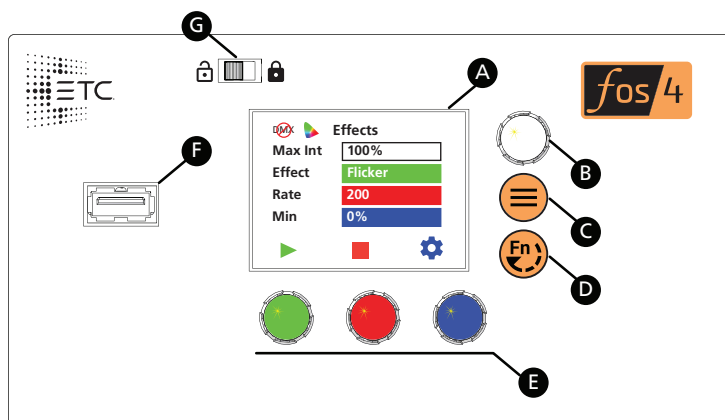 G
ETC
A
fos/4
DMX Effects
Max Int 100%
Effect Flicker
Rate 200
Min 0%
F
B
C
Fn
D
E